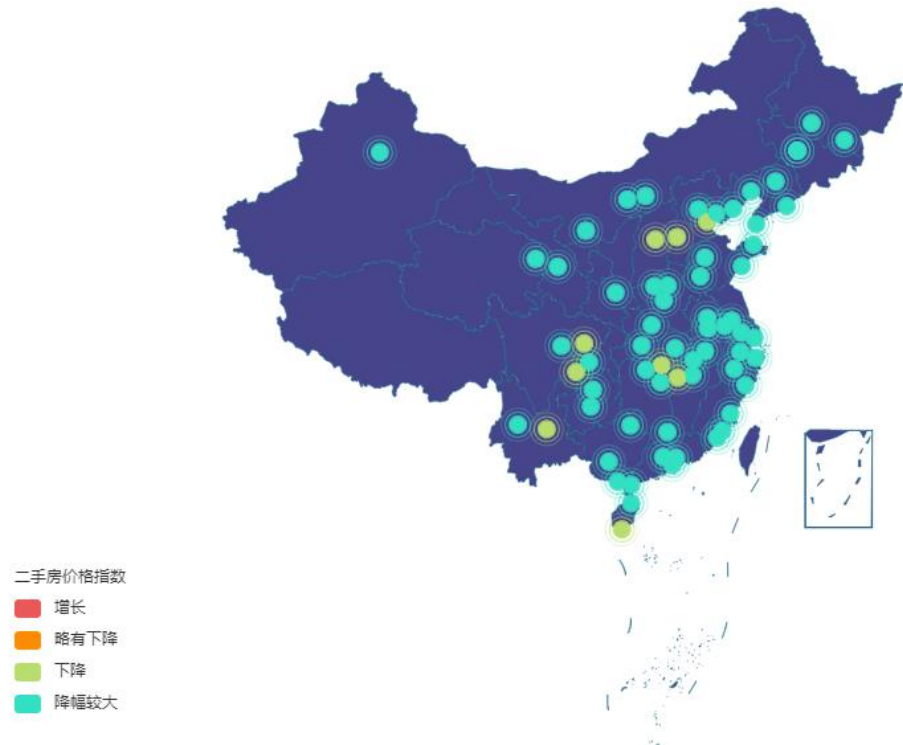 二手房价格指数
增长
略有下降
下降
降幅较大